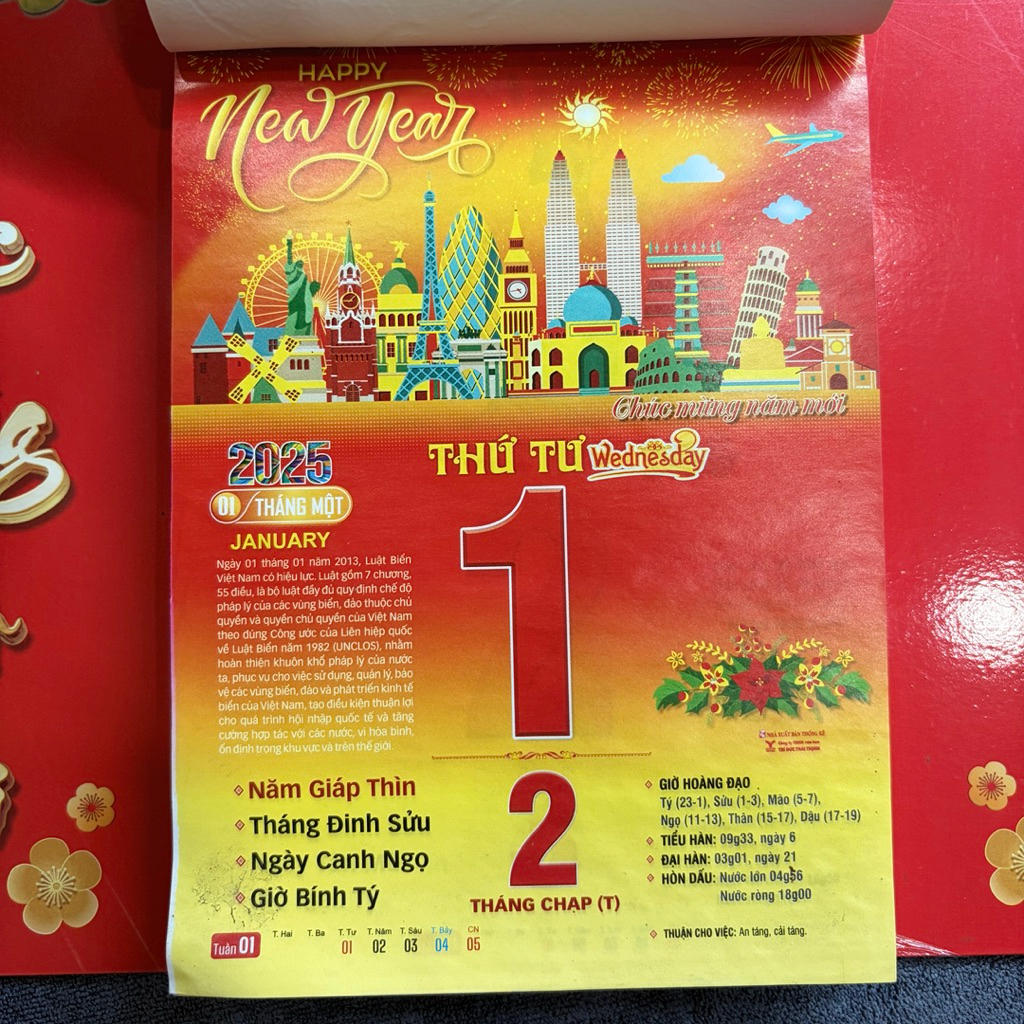 HAPPY
New Year
Chúc mừng năm mới
2025
01 / THÁNG MỘT
JANUARY
THỨ TƯ Wednesday
1
Ngày 01 tháng 01 năm 2013, Luật Biển
Việt Nam có hiệu lực. Luật gồm 7 chương,
55 điều, là bộ luật đầy đủ quy định chế độ
pháp lý của các vùng biển, đảo thuộc chủ
quyền và quyền chủ quyền của Việt Nam
theo đúng Công ước của Liên hiệp quốc
về Luật Biển năm 1982 (UNCLOS), nhằm
hoàn thiện khuôn khổ pháp lý của nước
ta, phục vụ cho việc sử dụng, quản lý, bảo
vệ các vùng biển, đảo và phát triển kinh tế
biển của Việt Nam, tạo điều kiện thuận lợi
cho quá trình hội nhập quốc tế và tăng
cường hợp tác với các nước, vì hòa bình,
ổn định trong khu vực và trên thế giới.
NHÀ XUẤT BẢN THỐNG KÊ
TRÍ ĐỨC THÁI THỊNH
Năm Giáp Thìn
Tháng Đinh Sửu
Ngày Canh Ngọ
Giờ Bính Tý
2
THÁNG CHẠP (T)
GIỜ HOÀNG ĐẠO
Tý (23-1), Sửu (1-3), Mão (5-7),
Ngọ (11-13), Thân (15-17), Dậu (17-19)
TIỂU HÀN: 09g33, ngày 6
ĐẠI HÀN: 03g01, ngày 21
HÒN DẤU: Nước lớn 04g56
Nước ròng 18g00
THUẬN CHO VIỆC: An táng, cải táng.
T. Hai T. Ba T. Tư T. Năm T. Sáu T. Bảy CN
Tuần 01 01 02 03 04 05